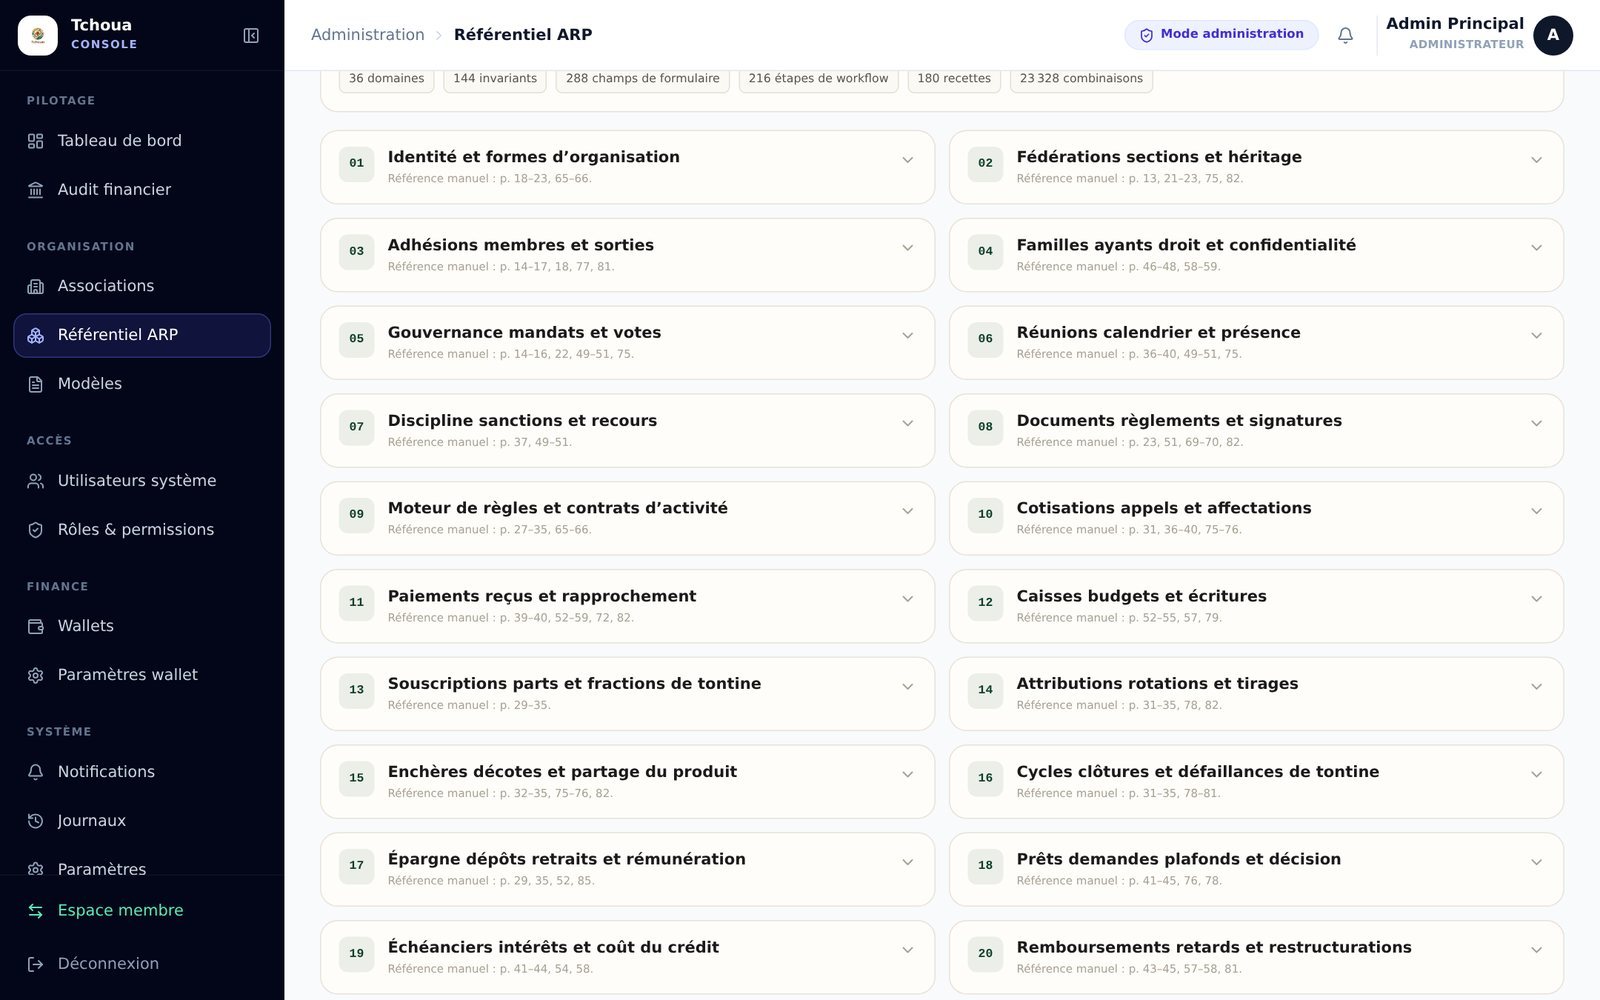 Tchoua
CONSOLE
PILOTAGE
Tableau de bord
Audit financier
ORGANISATION
Associations
Référentiel ARP
Modèles
ACCÈS
Utilisateurs système
Rôles & permissions
FINANCE
Wallets
Paramètres wallet
SYSTÈME
Notifications
Journaux
Paramètres
Espace membre
Déconnexion
Administration
Référentiel ARP
Mode administration
Admin Principal
ADMINISTRATEUR
A
36 domaines
144 invariants
288 champs de formulaire
216 étapes de workflow
180 recettes
23 328 combinaisons
01
Identité et formes d’organisation
Référence manuel : p. 18–23, 65–66.
02
Fédérations sections et héritage
Référence manuel : p. 13, 21–23, 75, 82.
03
Adhésions membres et sorties
Référence manuel : p. 14–17, 18, 77, 81.
04
Familles ayants droit et confidentialité
Référence manuel : p. 46–48, 58–59.
05
Gouvernance mandats et votes
Référence manuel : p. 14–16, 22, 49–51, 75.
06
Réunions calendrier et présence
Référence manuel : p. 36–40, 49–51, 75.
07
Discipline sanctions et recours
Référence manuel : p. 37, 49–51.
08
Documents règlements et signatures
Référence manuel : p. 23, 51, 69–70, 82.
09
Moteur de règles et contrats d’activité
Référence manuel : p. 27–35, 65–66.
10
Cotisations appels et affectations
Référence manuel : p. 31, 36–40, 75–76.
11
Paiements reçus et rapprochement
Référence manuel : p. 39–40, 52–59, 72, 82.
12
Caisses budgets et écritures
Référence manuel : p. 52–55, 57, 79.
13
Souscriptions parts et fractions de tontine
Référence manuel : p. 29–35.
14
Attributions rotations et tirages
Référence manuel : p. 31–35, 78, 82.
15
Enchères décotes et partage du produit
Référence manuel : p. 32–35, 75–76, 82.
16
Cycles clôtures et défaillances de tontine
Référence manuel : p. 31–35, 78–81.
17
Épargne dépôts retraits et rémunération
Référence manuel : p. 29, 35, 52, 85.
18
Prêts demandes plafonds et décision
Référence manuel : p. 41–45, 76, 78.
19
Échéanciers intérêts et coût du crédit
Référence manuel : p. 41–44, 54, 58.
20
Remboursements retards et restructurations
Référence manuel : p. 43–45, 57–58, 81.